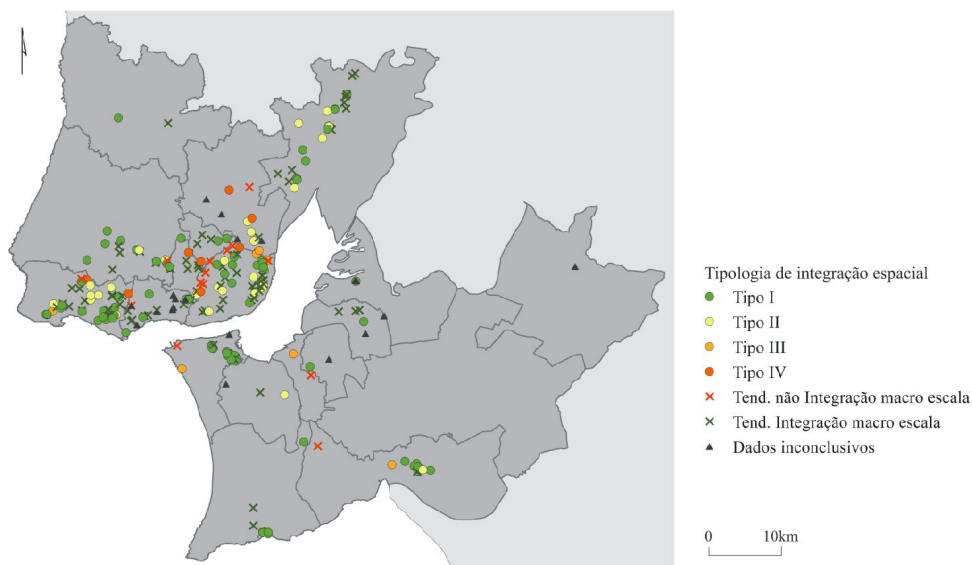 Tipologia de integração espacial
Tipo I
Tipo II
Tipo III
Tipo IV
Tend. não Integração macro escala
Tend. Integração macro escala
Dados inconclusivos
0 10km